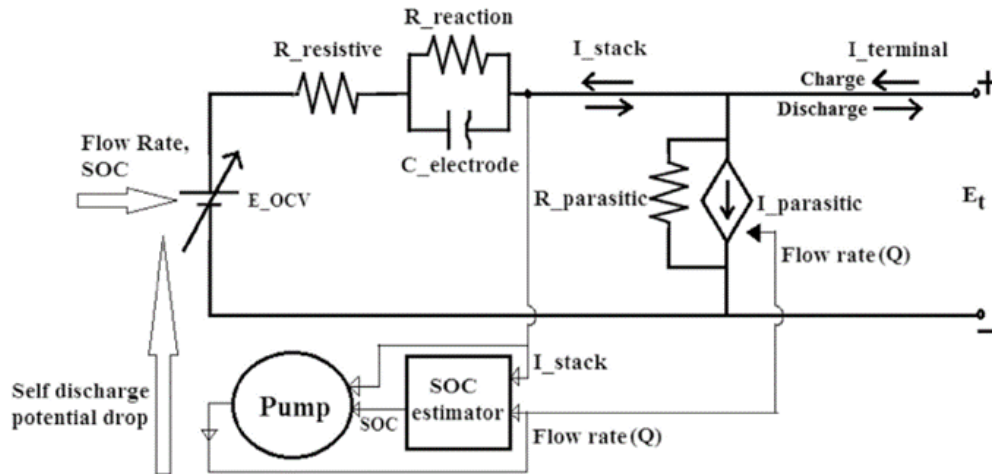 R_reaction
R_resistive
I_stack
I_terminal
+
Charge
Discharge
Flow Rate,
SOC
C_electrode
E_OCV
R_parasitic
I_parasitic
E_t
Flow rate (Q)
–
Self discharge
potential drop
Pump
SOC
SOC
estimator
I_stack
Flow rate (Q)